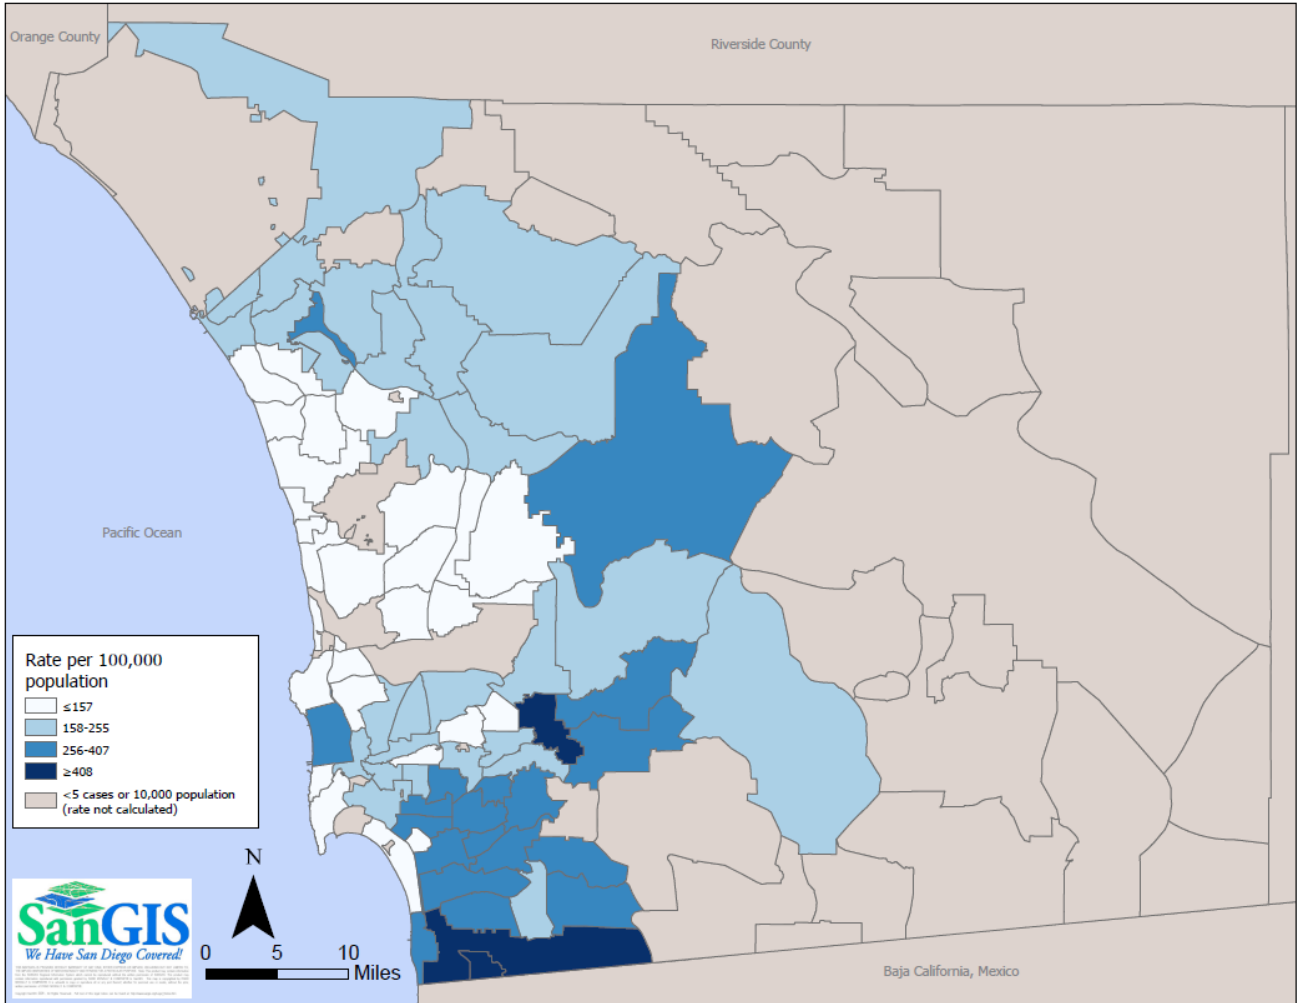 Orange County
Riverside County
Pacific Ocean
Rate per 100,000
population
≤157
158-255
256-407
≥408
<5 cases or 10,000 population
(rate not calculated)
N
0 5 10
Miles
SanGIS
We Have San Diego Covered!
Baja California, Mexico